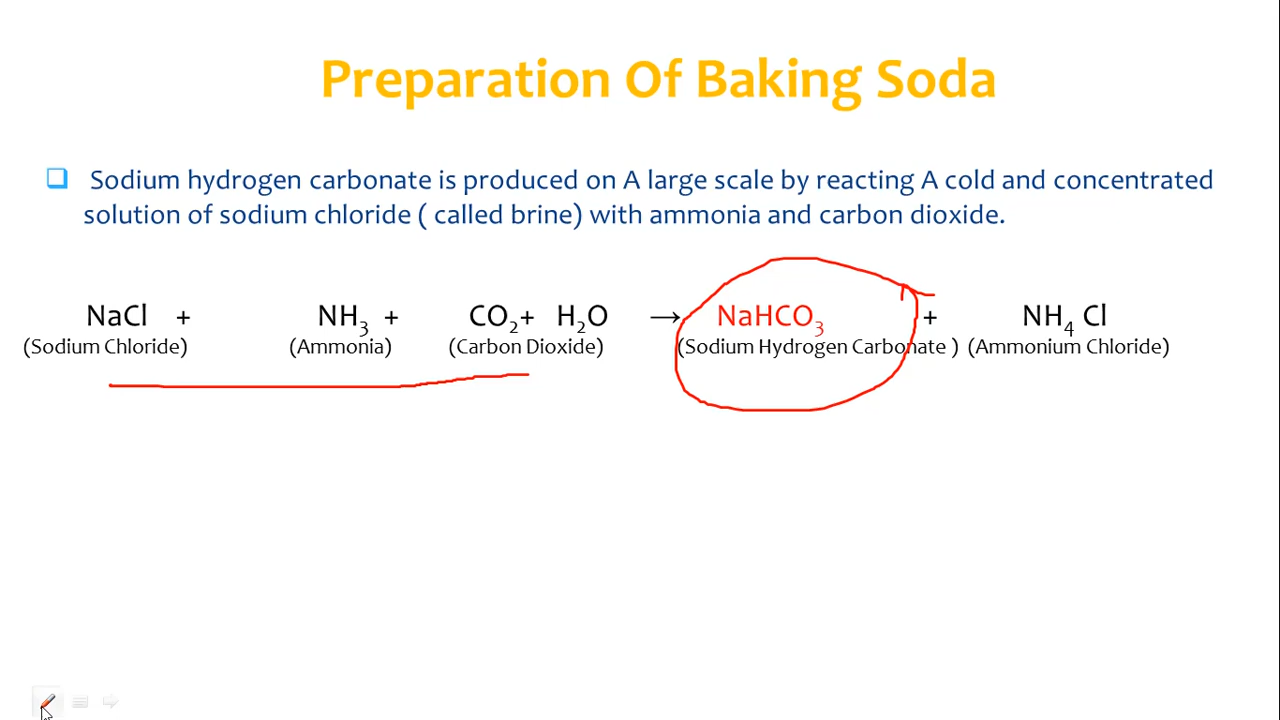 Preparation Of Baking Soda
Sodium hydrogen carbonate is produced on A large scale by reacting A cold and concentrated
solution of sodium chloride ( called brine) with ammonia and carbon dioxide.
NaCl + NH₃ + CO₂+ H₂O → NaHCO₃ + NH₄ Cl
(Sodium Chloride) (Ammonia) (Carbon Dioxide) (Sodium Hydrogen Carbonate ) (Ammonium Chloride)